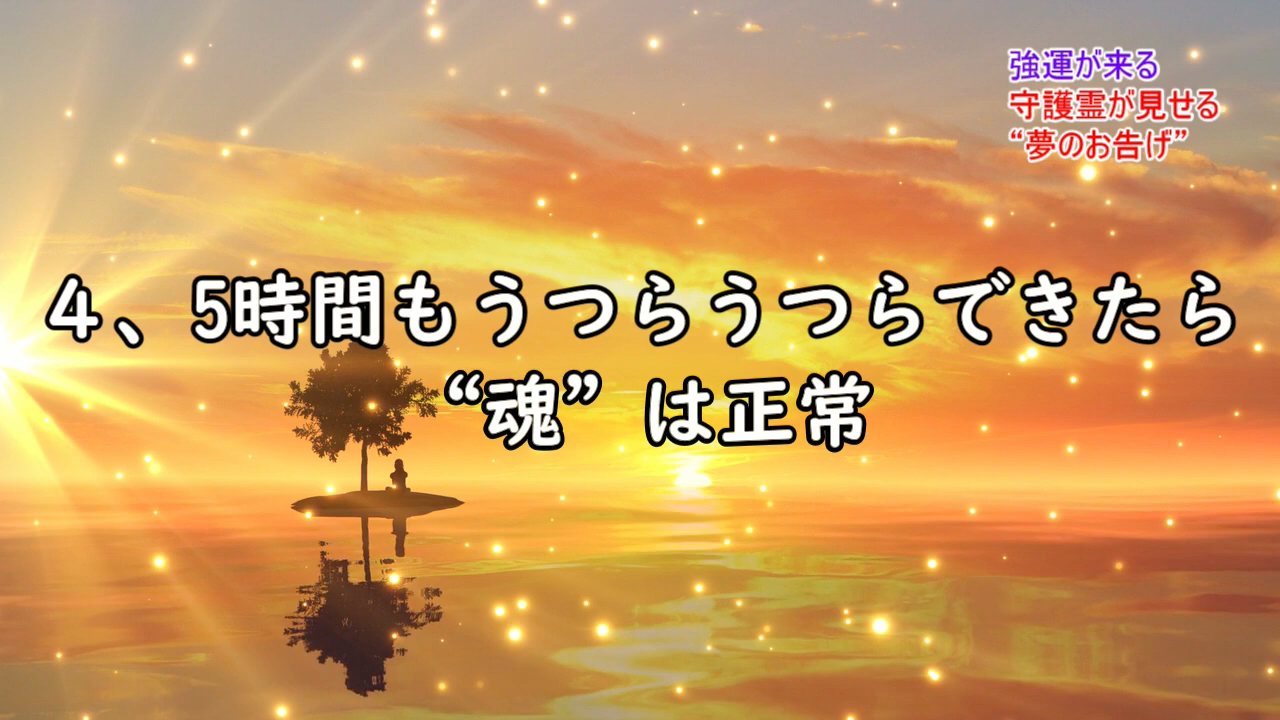 強運が来る
守護霊が見せる
“夢のお告げ”
４、5時間もうつらうつらできたら
“魂”は正常